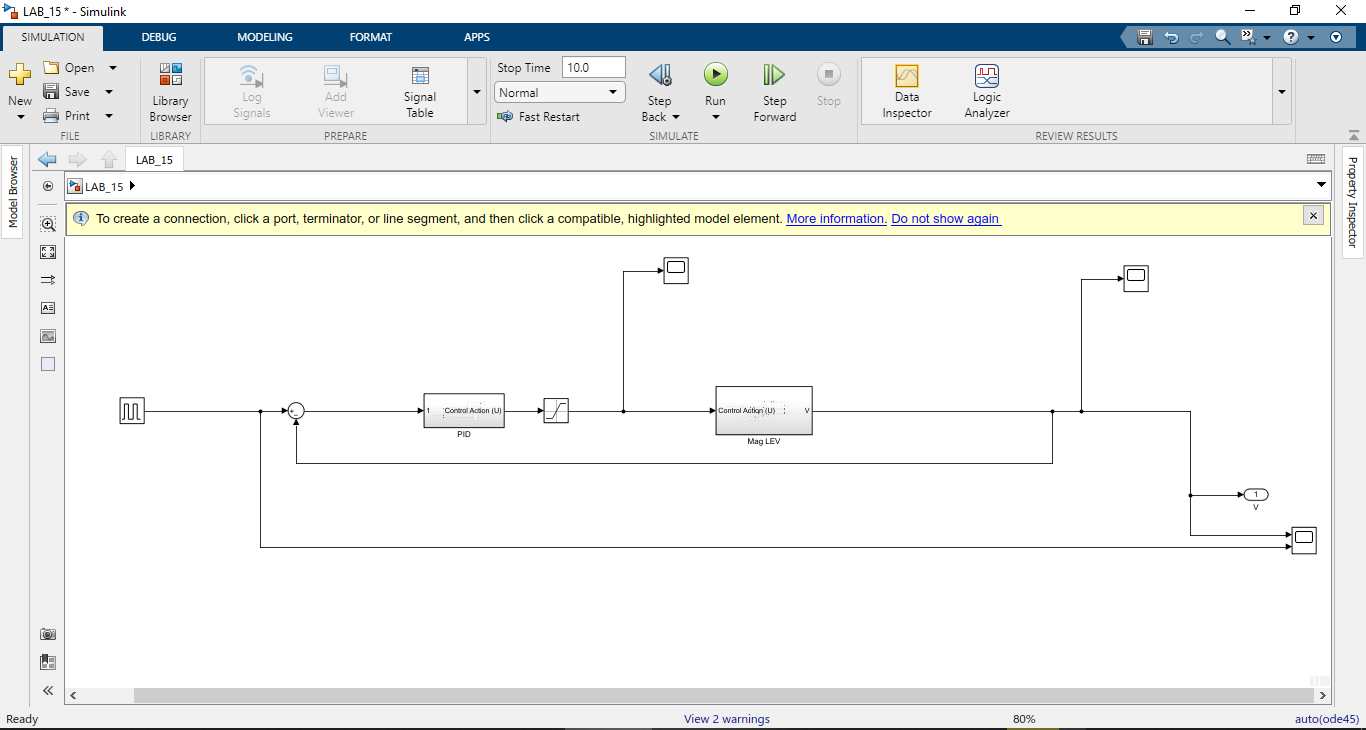 LAB_15 * - Simulink
SIMULATION DEBUG MODELING FORMAT APPS
New
Open
Save
Print
FILE
Library
Browser
LIBRARY
Log
Signals
Add
Viewer
Signal
Table
PREPARE
Stop Time 10.0
Normal
Fast Restart
Step
Back
Run
Step
Forward
Stop
SIMULATE
Data
Inspector
Logic
Analyzer
REVIEW RESULTS
Model Browser
LAB_15
LAB_15
Property Inspector
To create a connection, click a port, terminator, or line segment, and then click a compatible, highlighted model element. More information. Do not show again
1 Control Action (U)
PID
Control Action (U) V
Mag LEV
1
V
Ready View 2 warnings 80% auto(ode45)